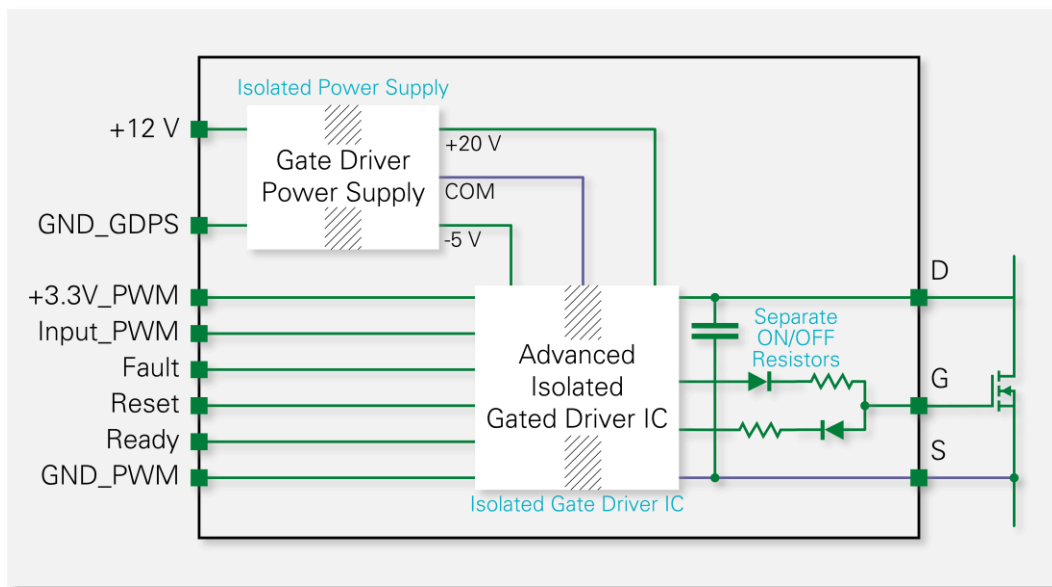 Isolated Power Supply
+12 V
Gate Driver
Power Supply
+20 V
COM
-5 V
GND_GDPS
+3.3V_PWM
Input_PWM
Fault
Reset
Ready
GND_PWM
Advanced
Isolated
Gated Driver IC
Isolated Gate Driver IC
Separate
ON/OFF
Resistors
D
G
S